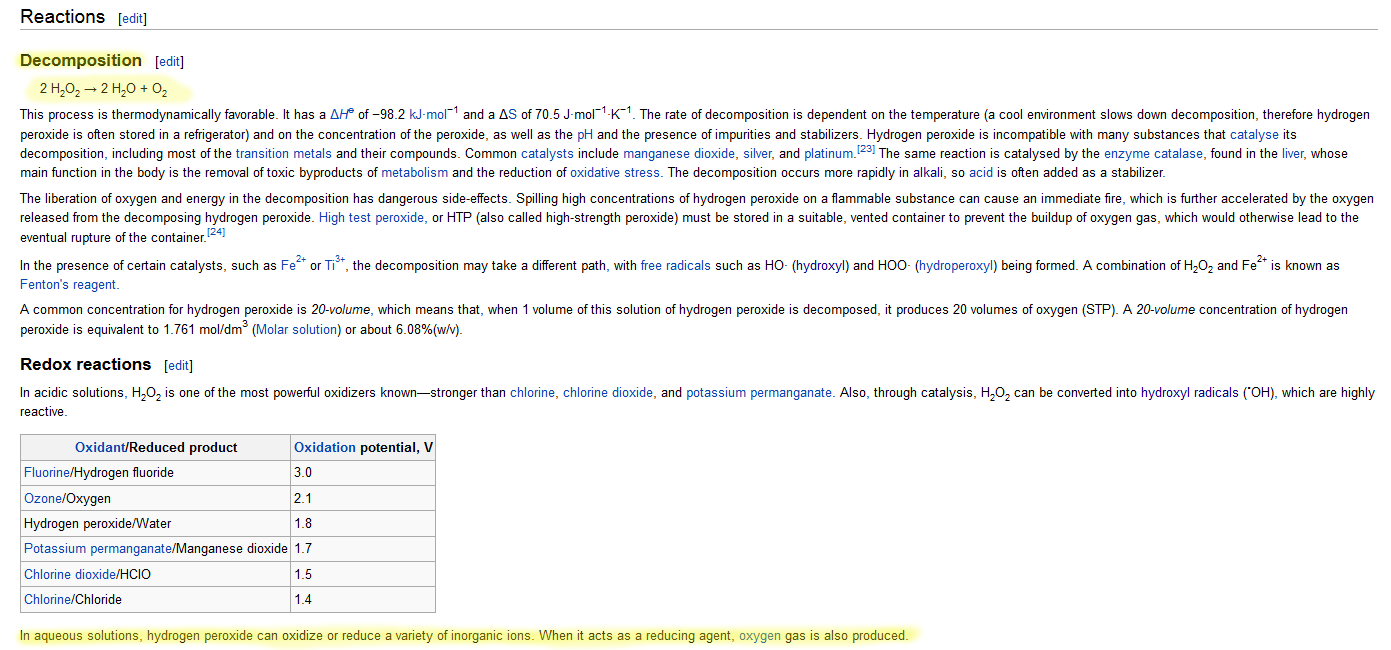 Reactions [edit]
Decomposition [edit]
2 H₂O₂ → 2 H₂O + O₂
This process is thermodynamically favorable. It has a ΔH⦵ of −98.2 kJ·mol⁻¹ and a ΔS of 70.5 J·mol⁻¹·K⁻¹. The rate of decomposition is dependent on the temperature (a cool environment slows down decomposition, therefore hydrogen
peroxide is often stored in a refrigerator) and on the concentration of the peroxide, as well as the pH and the presence of impurities and stabilizers. Hydrogen peroxide is incompatible with many substances that catalyse its
decomposition, including most of the transition metals and their compounds. Common catalysts include manganese dioxide, silver, and platinum.[23] The same reaction is catalysed by the enzyme catalase, found in the liver, whose
main function in the body is the removal of toxic byproducts of metabolism and the reduction of oxidative stress. The decomposition occurs more rapidly in alkali, so acid is often added as a stabilizer.
The liberation of oxygen and energy in the decomposition has dangerous side-effects. Spilling high concentrations of hydrogen peroxide on a flammable substance can cause an immediate fire, which is further accelerated by the oxygen
released from the decomposing hydrogen peroxide. High test peroxide, or HTP (also called high-strength peroxide) must be stored in a suitable, vented container to prevent the buildup of oxygen gas, which would otherwise lead to the
eventual rupture of the container.[24]
In the presence of certain catalysts, such as Fe²⁺ or Ti³⁺, the decomposition may take a different path, with free radicals such as HO· (hydroxyl) and HOO· (hydroperoxyl) being formed. A combination of H₂O₂ and Fe²⁺ is known as
Fenton's reagent.
A common concentration for hydrogen peroxide is 20-volume, which means that, when 1 volume of this solution of hydrogen peroxide is decomposed, it produces 20 volumes of oxygen (STP). A 20-volume concentration of hydrogen
peroxide is equivalent to 1.761 mol/dm³ (Molar solution) or about 6.08%(w/v).
Redox reactions [edit]
In acidic solutions, H₂O₂ is one of the most powerful oxidizers known—stronger than chlorine, chlorine dioxide, and potassium permanganate. Also, through catalysis, H₂O₂ can be converted into hydroxyl radicals (˙OH), which are highly
reactive.
Oxidant/Reduced product Oxidation potential, V
Fluorine/Hydrogen fluoride 3.0
Ozone/Oxygen 2.1
Hydrogen peroxide/Water 1.8
Potassium permanganate/Manganese dioxide 1.7
Chlorine dioxide/HClO 1.5
Chlorine/Chloride 1.4
In aqueous solutions, hydrogen peroxide can oxidize or reduce a variety of inorganic ions. When it acts as a reducing agent, oxygen gas is also produced.